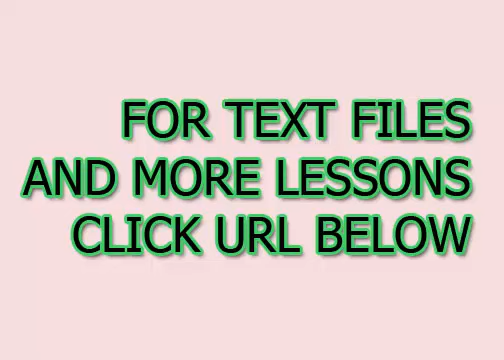 FOR TEXT FILES
AND MORE LESSONS
CLICK URL BELOW